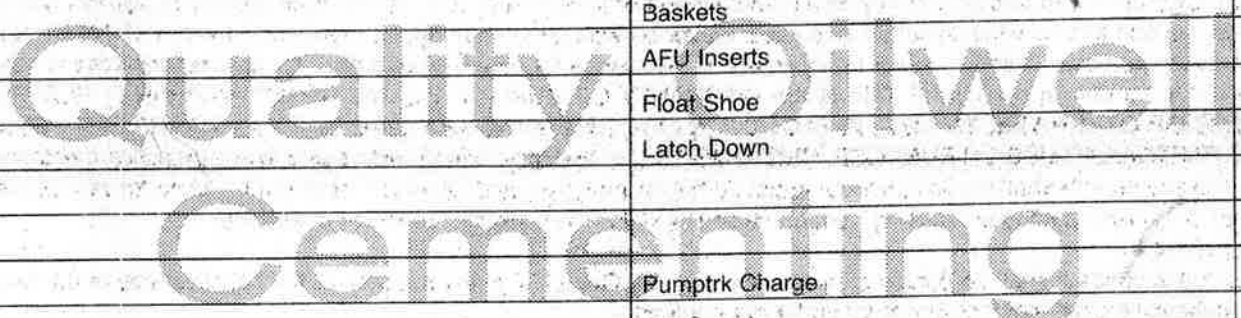 Baskets
Quality Oilwell
AFU Inserts
Float Shoe
Latch Down
Cementing
Pumptrk Charge